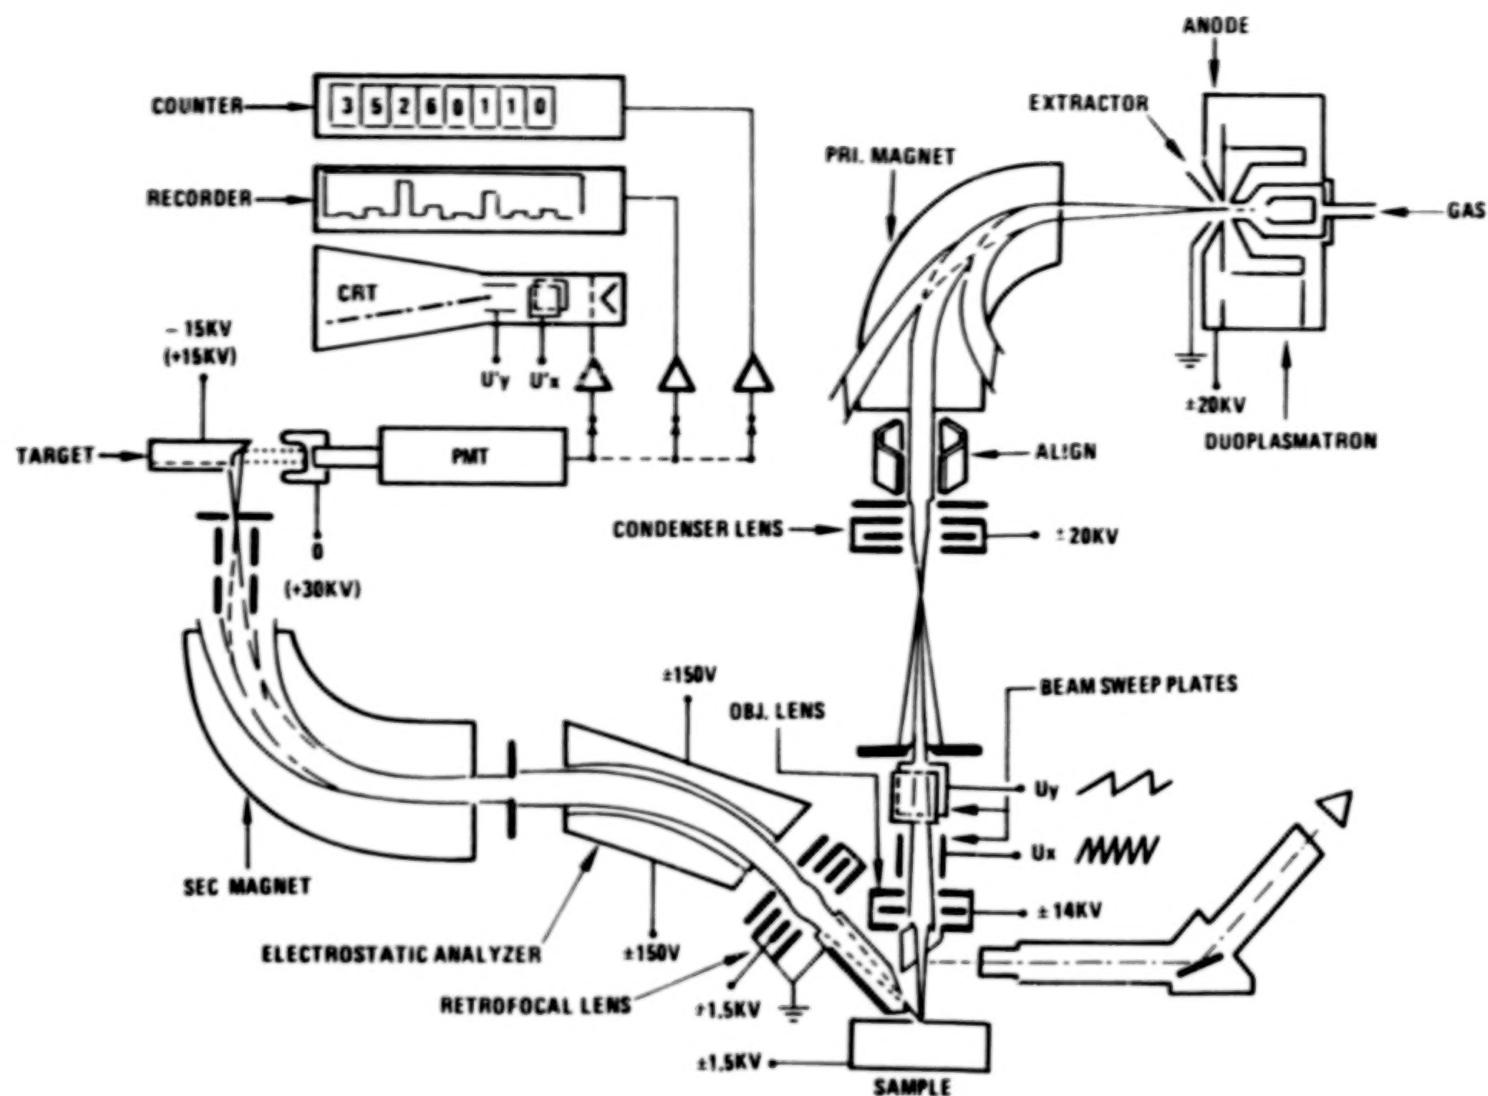 ANODE
EXTRACTOR
COUNTER
3 5 2 6 0 1 1 0
PRI. MAGNET
RECORDER
GAS
CRT
- 15KV
(+15KV)
U'y U'x
±20KV
DUOPLASMATRON
TARGET
PMT
ALIGN
CONDENSER LENS
±20KV
0
(+30KV)
±150V
BEAM SWEEP PLATES
OBJ. LENS
Uy
Ux
SEC MAGNET
±14KV
ELECTROSTATIC ANALYZER
±150V
RETROFOCAL LENS
±1.5KV
±1.5KV
SAMPLE